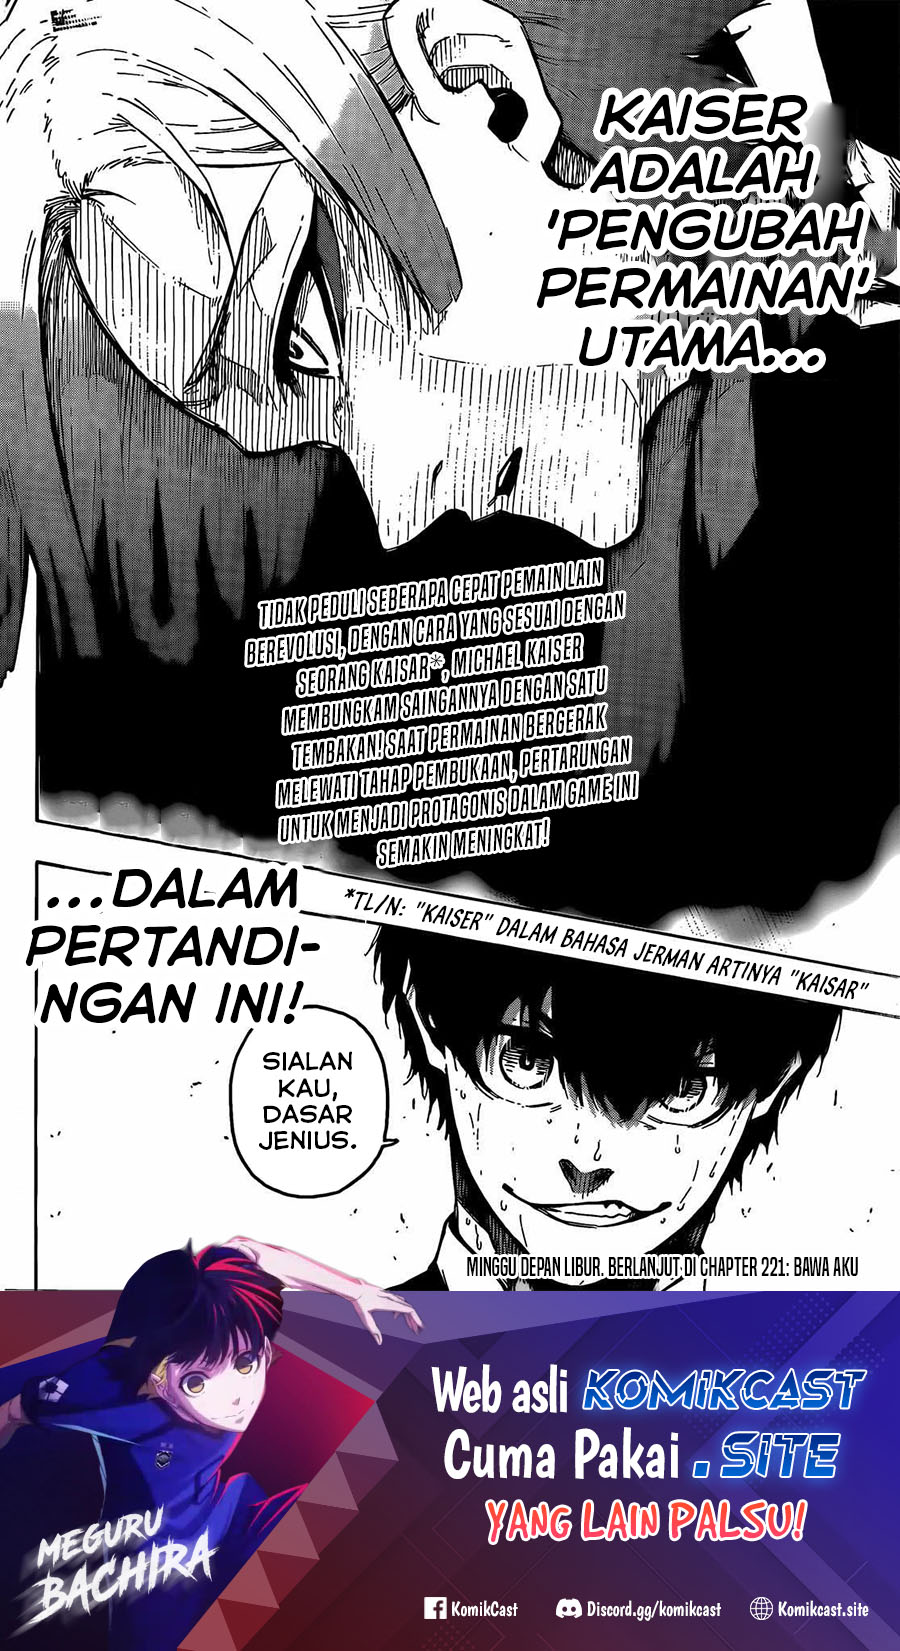 KAISER
ADALAH
'PENGUBAH
PERMAINAN'
UTAMA...
TIDAK PEDULI SEBERAPA CEPAT PEMAIN LAIN
BEREVOLUSI, DENGAN CARA YANG SESUAI DENGAN
SEORANG KAISAR*, MICHAEL KAISER
MEMBUNGKAM SAINGANNYA DENGAN SATU
TEMBAKAN! SAAT PERMAINAN BERGERAK
MELEWATI TAHAP PEMBUKAAN, PERTARUNGAN
UNTUK MENJADI PROTAGONIS DALAM GAME INI
SEMAKIN MENINGKAT!
...DALAM
PERTANDI-
NGAN INI!
*TL/N: "KAISER" DALAM BAHASA JERMAN ARTINYA "KAISAR"
SIALAN
KAU,
DASAR
JENIUS.
MINGGU DEPAN LIBUR. BERLANJUT DI CHAPTER 221: BAWA AKU
Web asli KOMIKCAST
Cuma Pakai .SITE
YANG LAIN PALSU!
MEGURU
BACHIRA
KomikCast
Discord.gg/komikcast
Komikcast.site